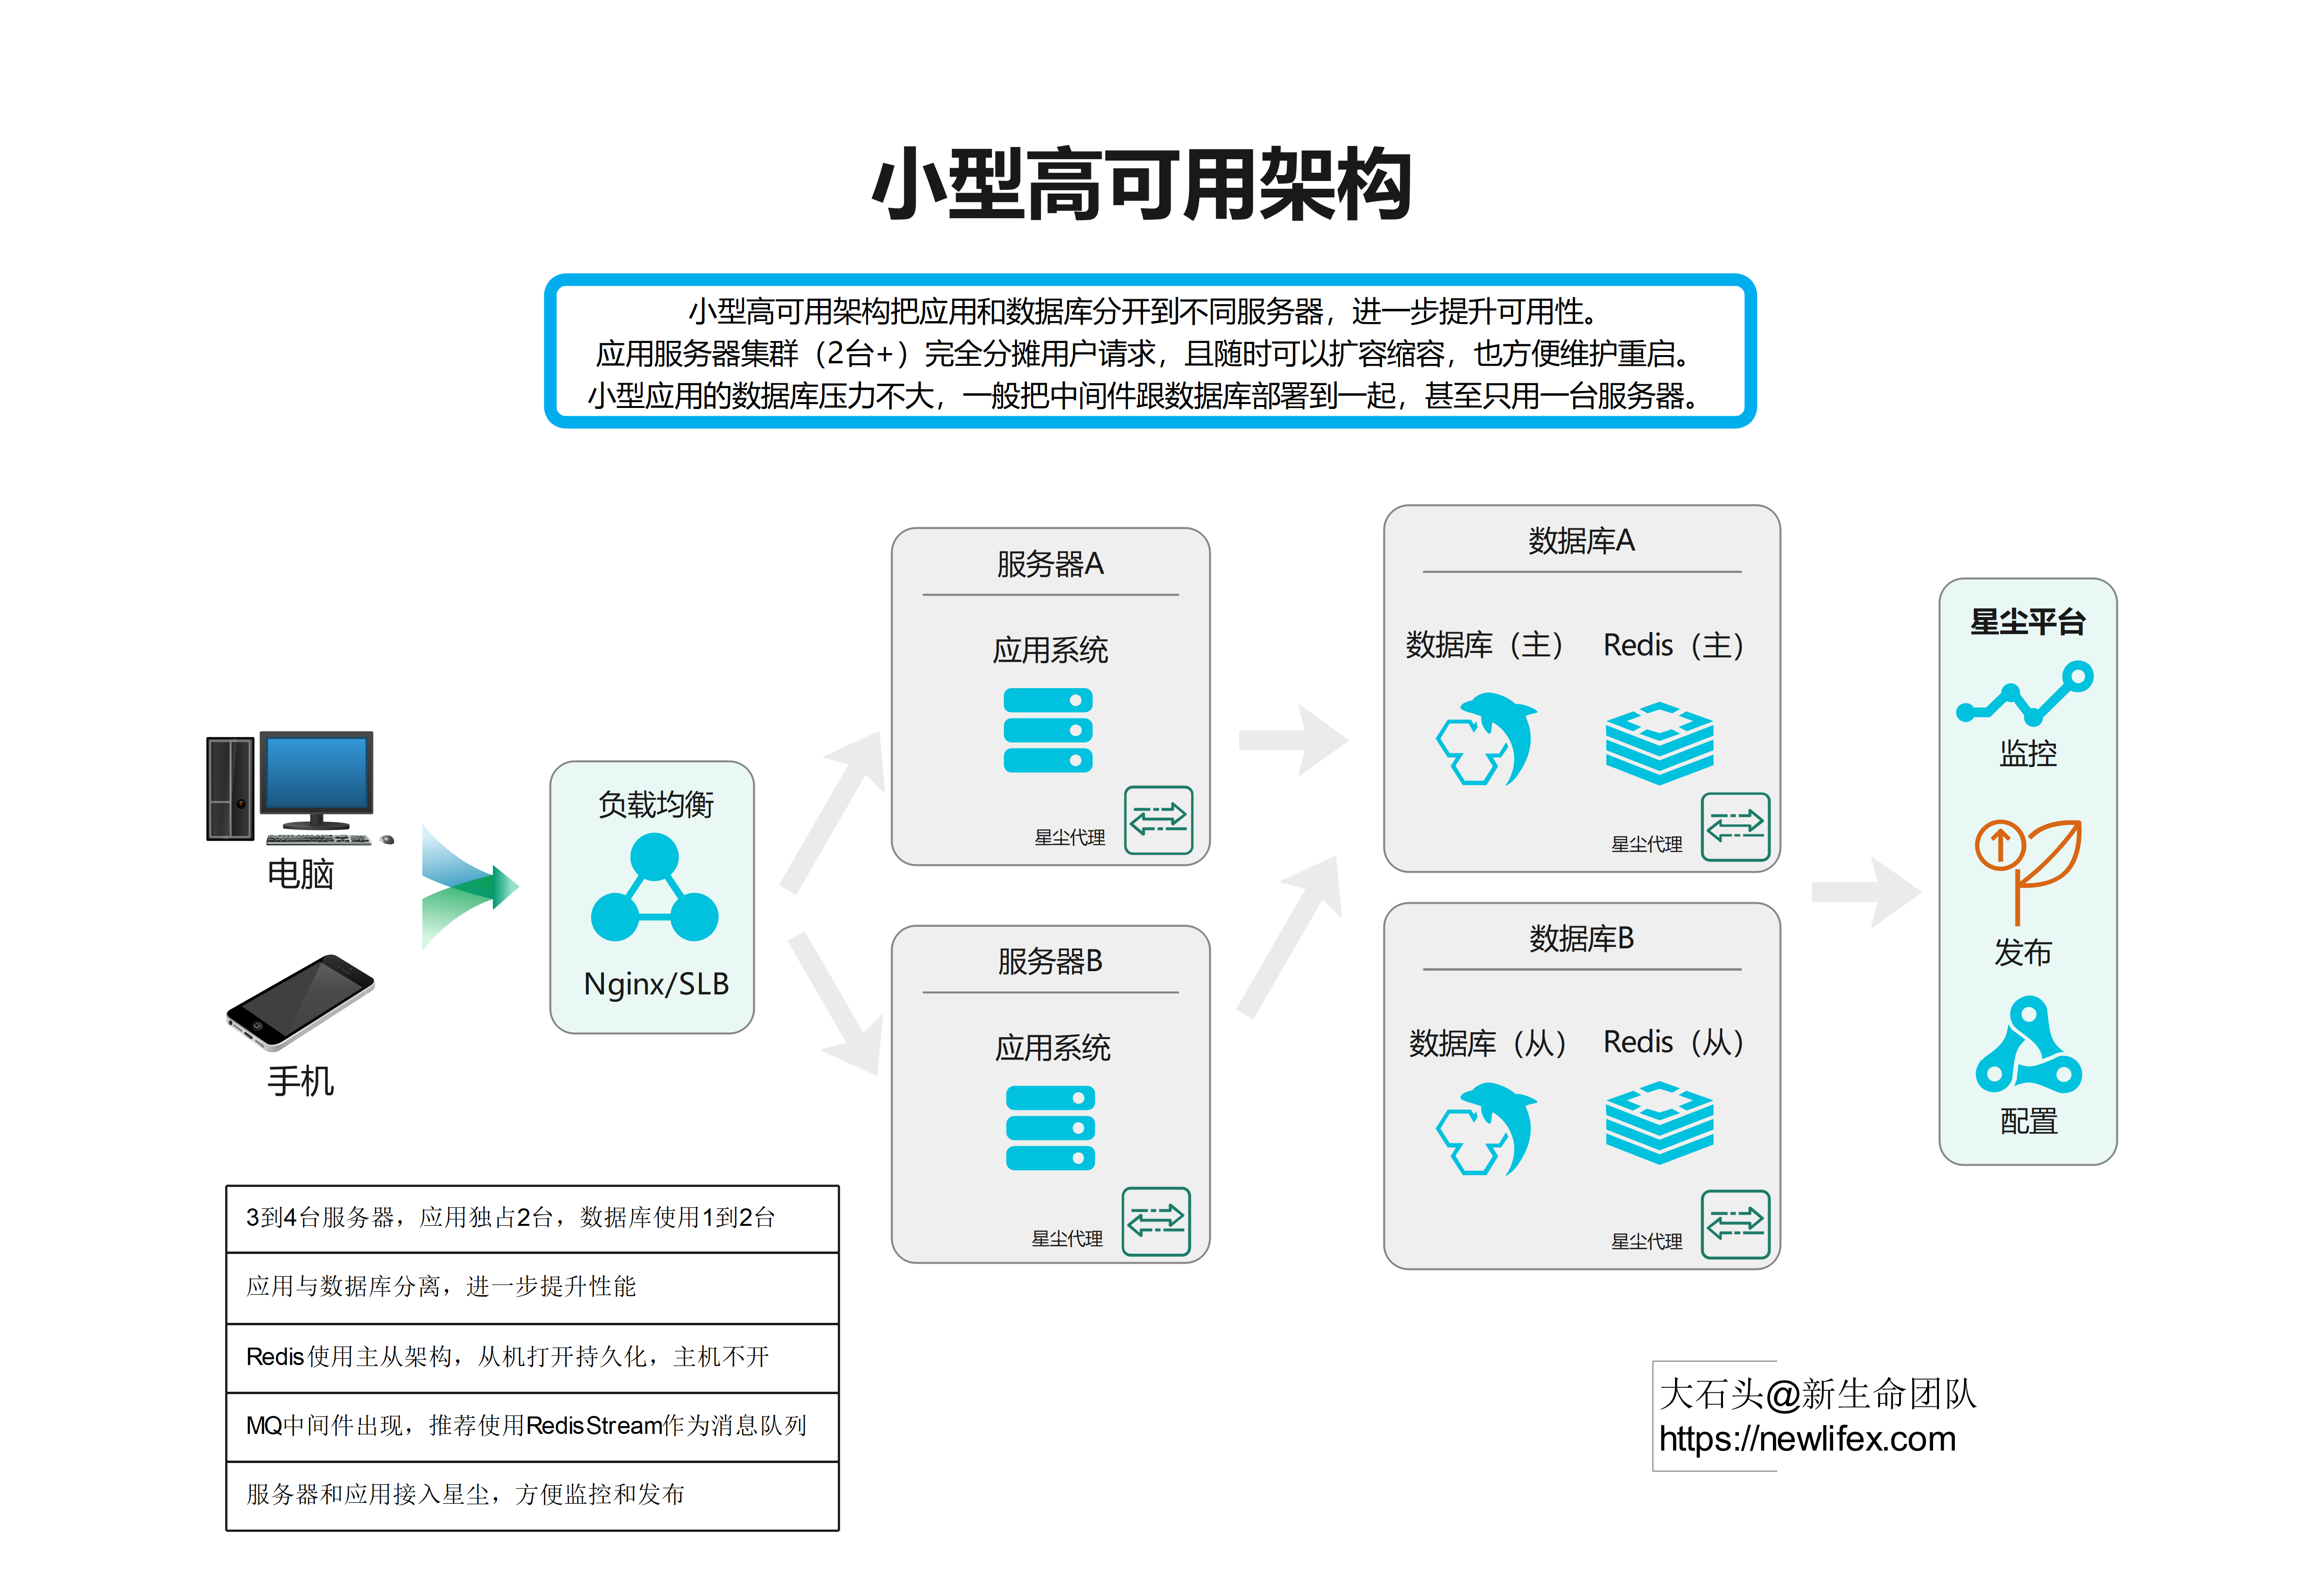 小型高可用架构
小型高可用架构把应用和数据库分开到不同服务器，进一步提升可用性。
应用服务器集群（2台+）完全分摊用户请求，且随时可以扩容缩容，也方便维护重启。
小型应用的数据库压力不大，一般把中间件跟数据库部署到一起，甚至只用一台服务器。
电脑
手机
负载均衡
Nginx/SLB
服务器A
应用系统
星尘代理
服务器B
应用系统
星尘代理
数据库A
数据库（主） Redis（主）
星尘代理
数据库B
数据库（从） Redis（从）
星尘代理
星尘平台
监控
发布
配置
3到4台服务器，应用独占2台，数据库使用1到2台
应用与数据库分离，进一步提升性能
Redis使用主从架构，从机打开持久化，主机不开
MQ中间件出现，推荐使用RedisStream作为消息队列
服务器和应用接入星尘，方便监控和发布
大石头@新生命团队
https://newlifex.com